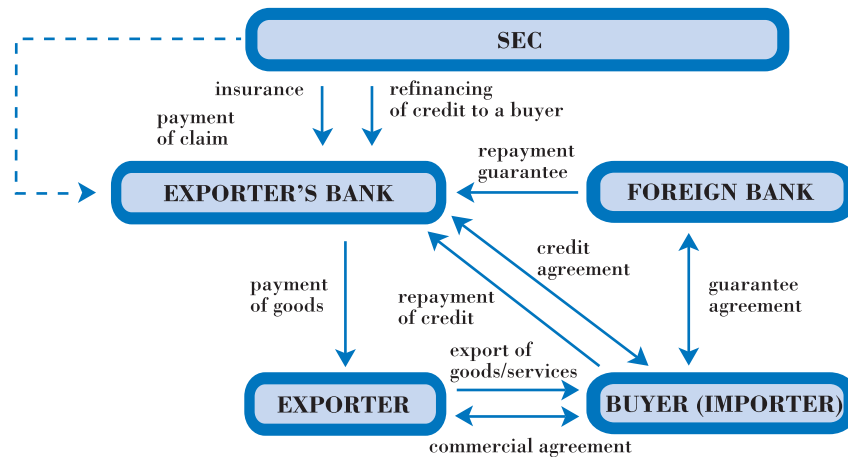 SEC
insurance
refinancing
of credit to a buyer
payment
of claim
repayment
guarantee
EXPORTER'S BANK
FOREIGN BANK
credit
agreement
payment
of goods
repayment
of credit
guarantee
agreement
export of
goods/services
EXPORTER
BUYER (IMPORTER)
commercial agreement